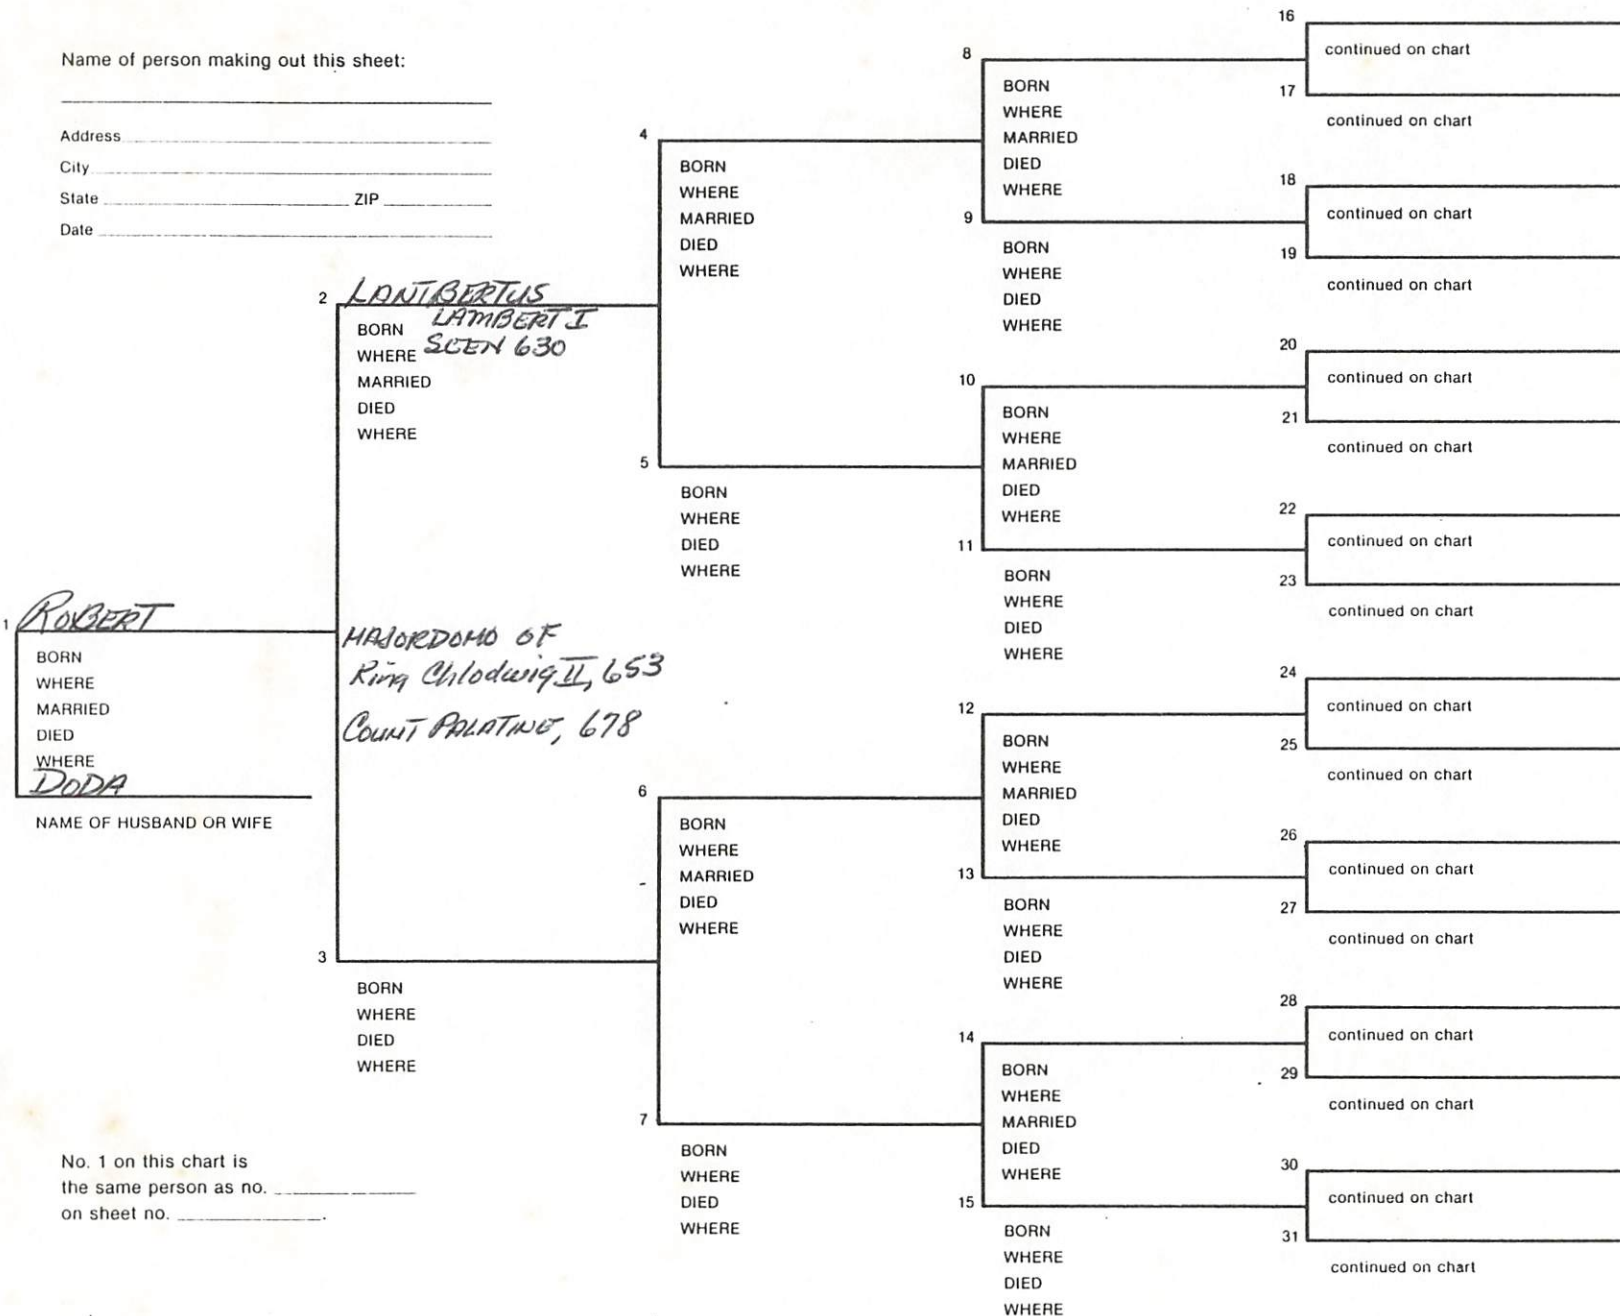 Name of person making out this sheet:
Address
City
State ZIP
Date
1 ROBERT
BORN
WHERE
MARRIED
DIED
WHERE
DODA
NAME OF HUSBAND OR WIFE
No. 1 on this chart is
the same person as no.
on sheet no.
2 LANTBERTUS
LAMBERT I
BORN
WHERE SEEN 630
MARRIED
DIED
WHERE
MAJORDOMO OF
King Chlodwig II, 653
COUNT PALATINE, 678
3
BORN
WHERE
DIED
WHERE
4
BORN
WHERE
MARRIED
DIED
WHERE
5
BORN
WHERE
DIED
WHERE
6
BORN
WHERE
MARRIED
DIED
WHERE
7
BORN
WHERE
DIED
WHERE
8
BORN
WHERE
MARRIED
DIED
WHERE
9
BORN
WHERE
DIED
WHERE
10
BORN
WHERE
MARRIED
DIED
WHERE
11
BORN
WHERE
DIED
WHERE
12
BORN
WHERE
MARRIED
DIED
WHERE
13
BORN
WHERE
DIED
WHERE
14
BORN
WHERE
MARRIED
DIED
WHERE
15
BORN
WHERE
DIED
WHERE
16
continued on chart
17
continued on chart
18
continued on chart
19
continued on chart
20
continued on chart
21
continued on chart
22
continued on chart
23
continued on chart
24
continued on chart
25
continued on chart
26
continued on chart
27
continued on chart
28
continued on chart
29
continued on chart
30
continued on chart
31
continued on chart